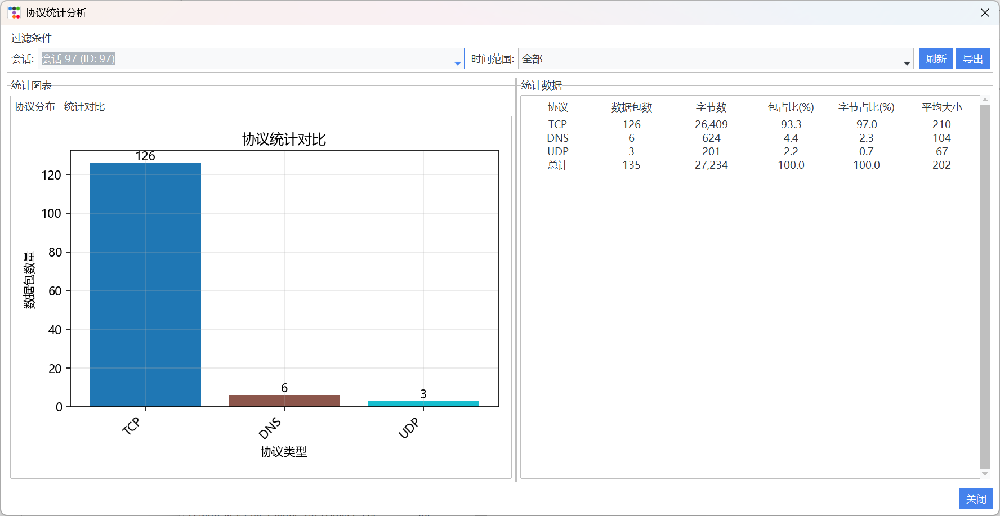 协议统计分析
过滤条件
会话: 会话 97 (ID: 97) 时间范围: 全部 刷新 导出
统计图表
协议分布 统计对比
协议统计对比
126
120
100
80
60
40
20
0
6
3
数据包数量
TCP DNS UDP
协议类型
统计数据
协议 数据包数 字节数 包占比(%) 字节占比(%) 平均大小
TCP 126 26,409 93.3 97.0 210
DNS 6 624 4.4 2.3 104
UDP 3 201 2.2 0.7 67
总计 135 27,234 100.0 100.0 202
关闭